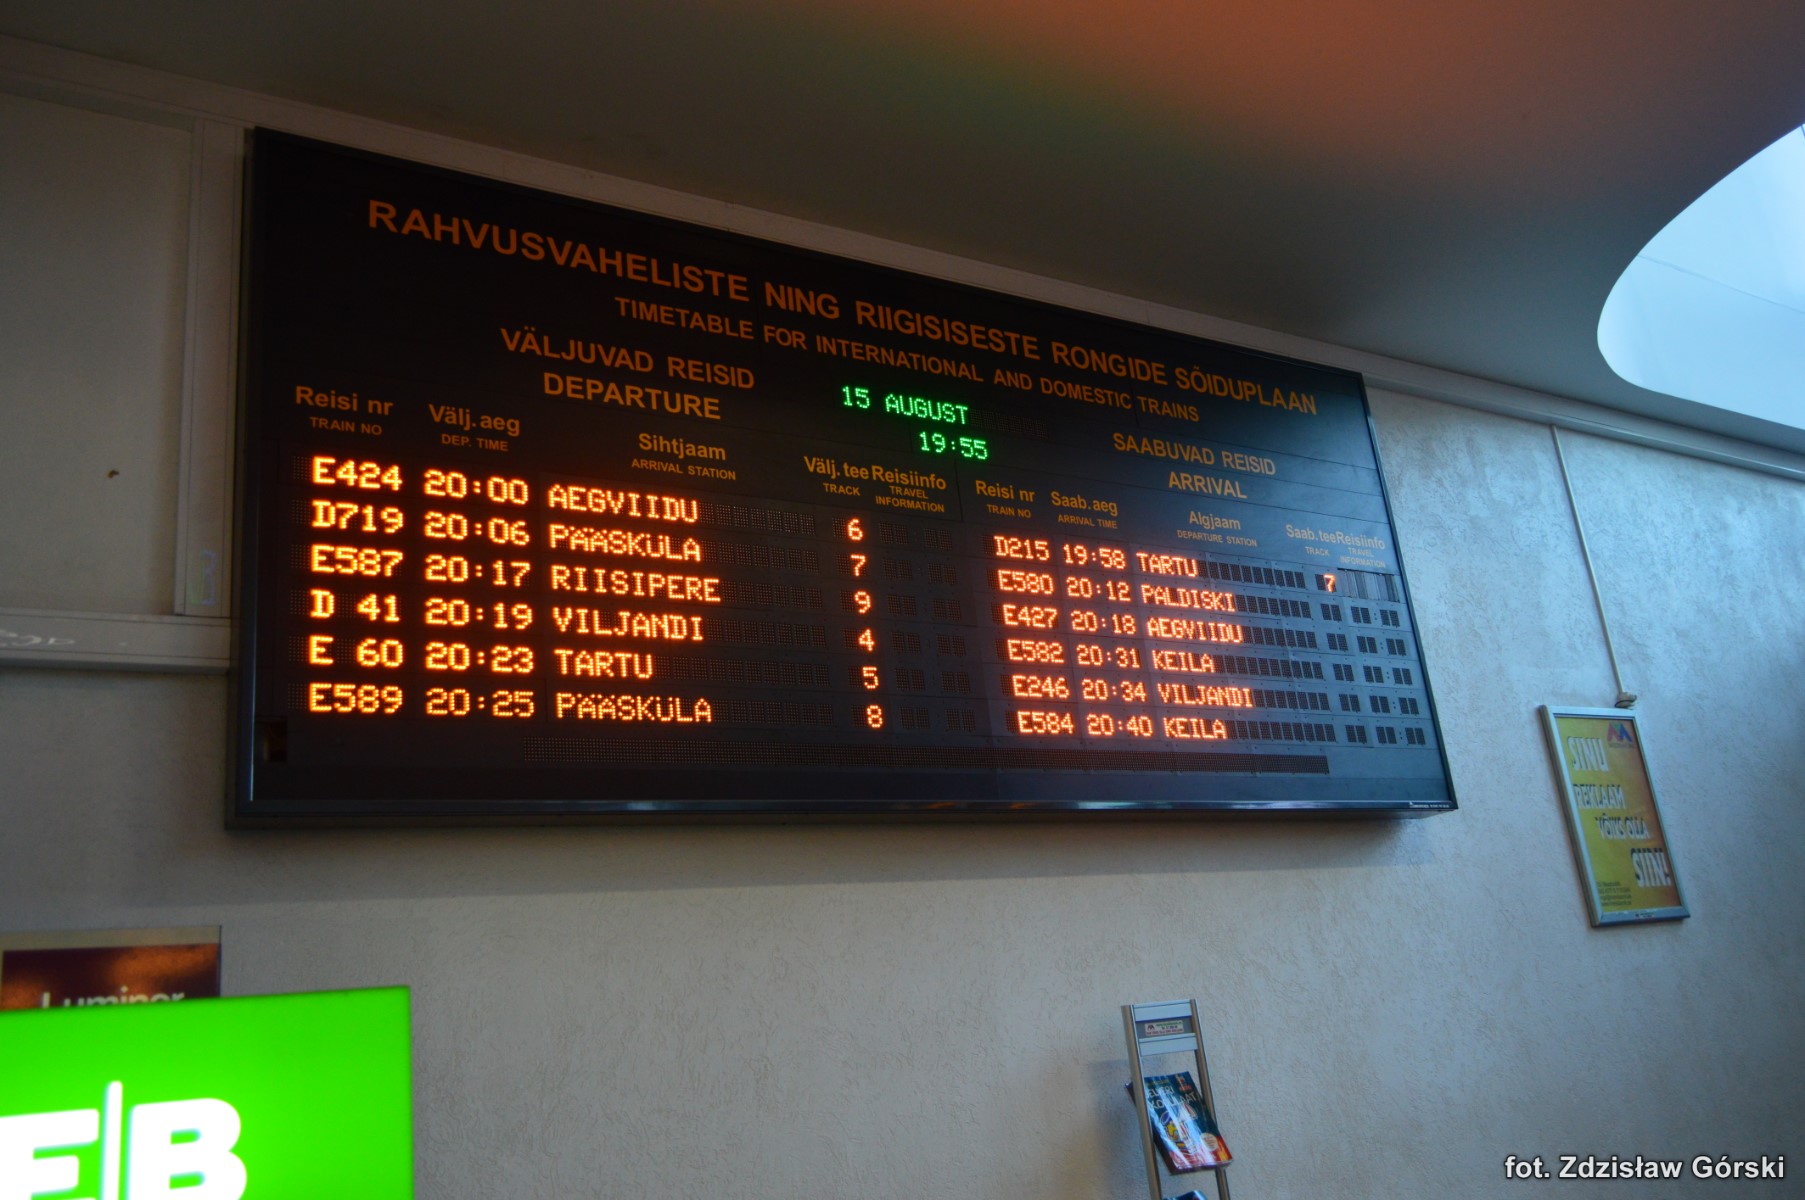 RAHVUSVAHELISTE NING RIIGISISESTE RONGIDE SÕIDUPLAAN
TIMETABLE FOR INTERNATIONAL AND DOMESTIC TRAINS
VÄLJUVAD REISID
DEPARTURE
15 AUGUST
19:55
SAABUVAD REISID
ARRIVAL
Reisi nr Välj.aeg Sihtjaam Välj.tee Reisiinfo
TRAIN NO DEP. TIME ARRIVAL STATION TRACK TRAVEL INFORMATION
E424 20:00 AEGVIIDU 6
D719 20:06 PÄÄSKÜLA 7
E587 20:17 RIISIPERE 9
D 41 20:19 VILJANDI 4
E 60 20:23 TARTU 5
E589 20:25 PÄÄSKÜLA 8
Reisi nr Saab.aeg Algjaam Saab.tee Reisiinfo
TRAIN NO ARRIVAL TIME DEPARTURE STATION TRACK TRAVEL INFORMATION
D215 19:58 TARTU 7
E580 20:12 PALDISKI
E427 20:18 AEGVIIDU
E582 20:31 KEILA
E246 20:34 VILJANDI
E584 20:40 KEILA
SINU
REKLAAM
VÕIKS OLLA
SIIN!
Luminor
E|B
fot. Zdzisław Górski